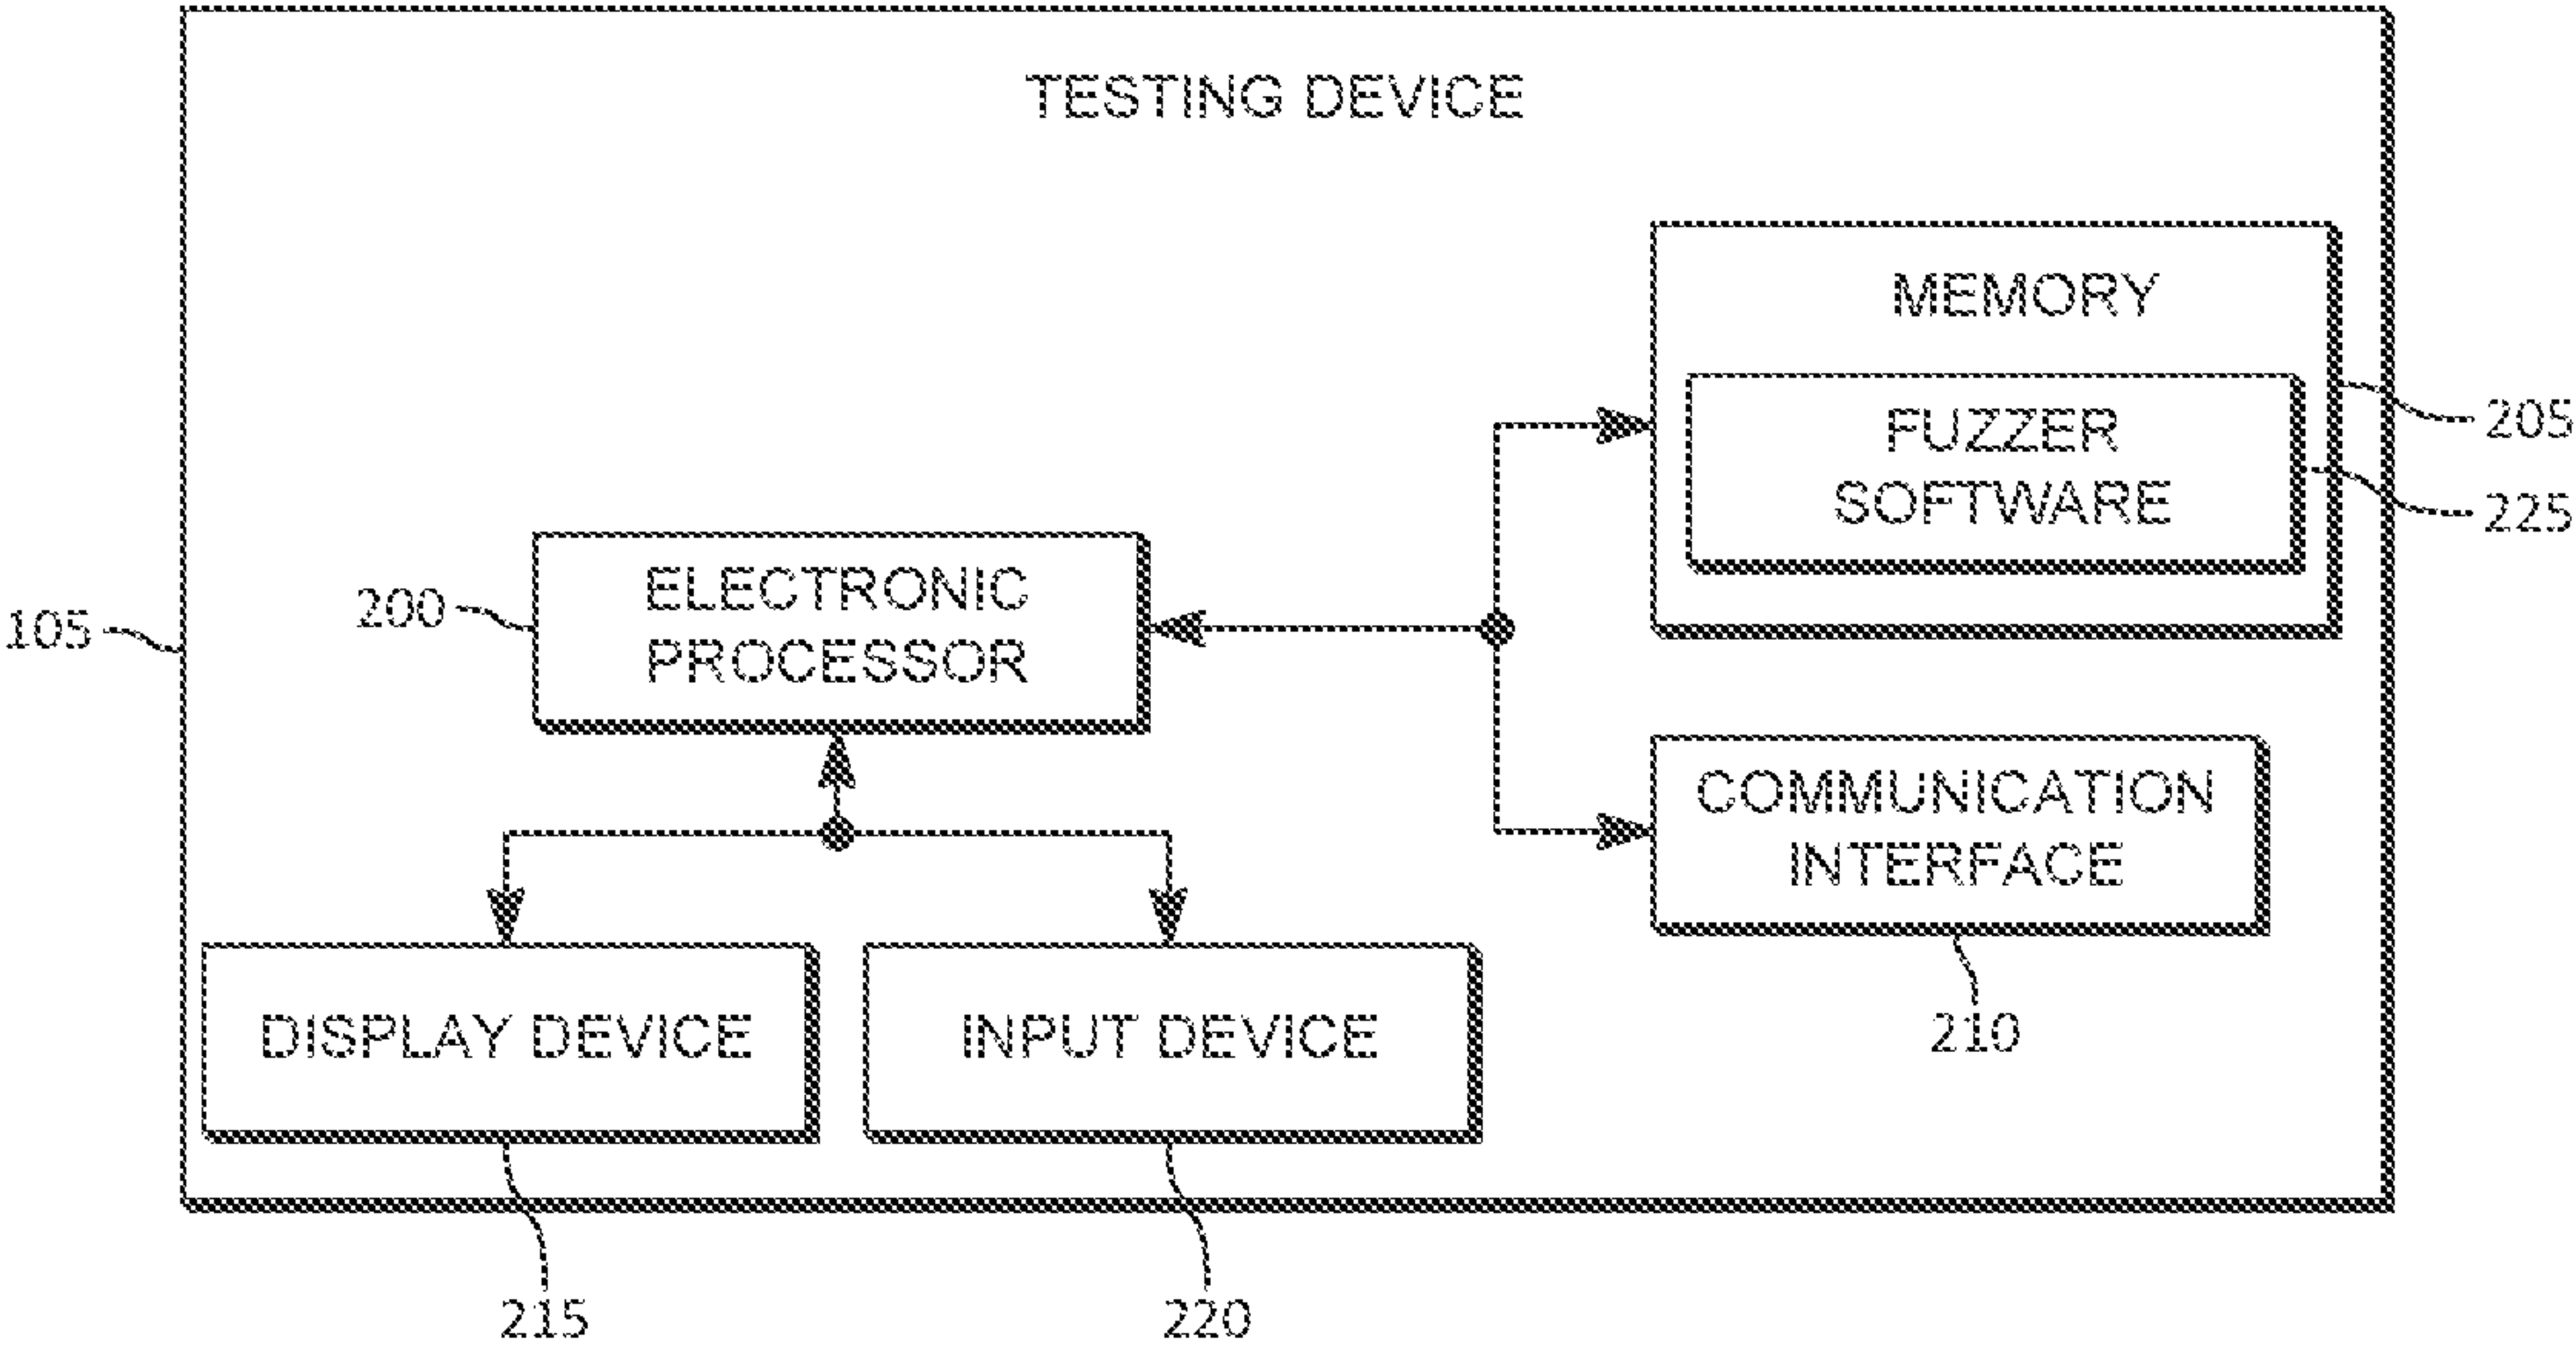 TESTING DEVICE
MEMORY
FUZZER
SOFTWARE
205
225
ELECTRONIC
PROCESSOR
200
105
COMMUNICATION
INTERFACE
210
DISPLAY DEVICE
INPUT DEVICE
215
220